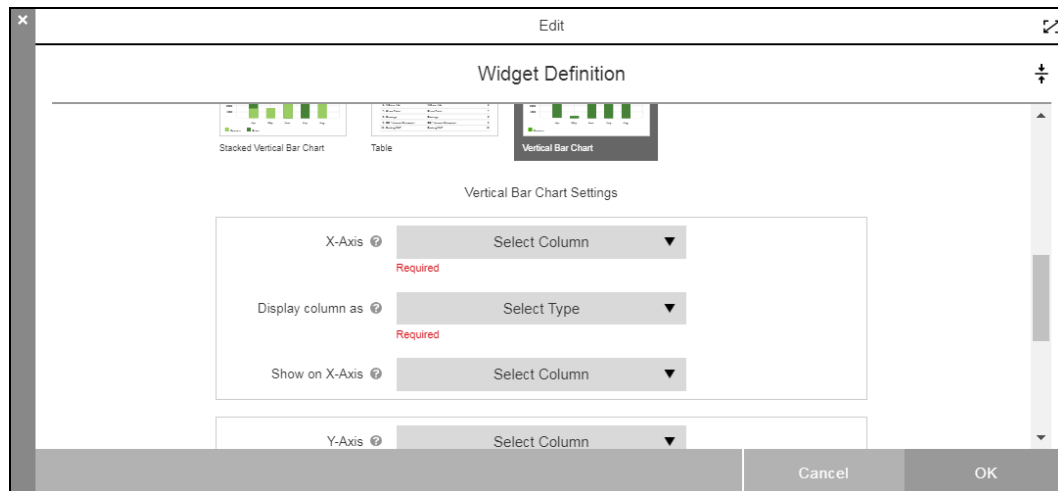 Edit
Widget Definition
Stacked Vertical Bar Chart
Table
Vertical Bar Chart
Vertical Bar Chart Settings
X-Axis
Select Column
Required
Display column as
Select Type
Required
Show on X-Axis
Select Column
Y-Axis
Select Column
Cancel
OK